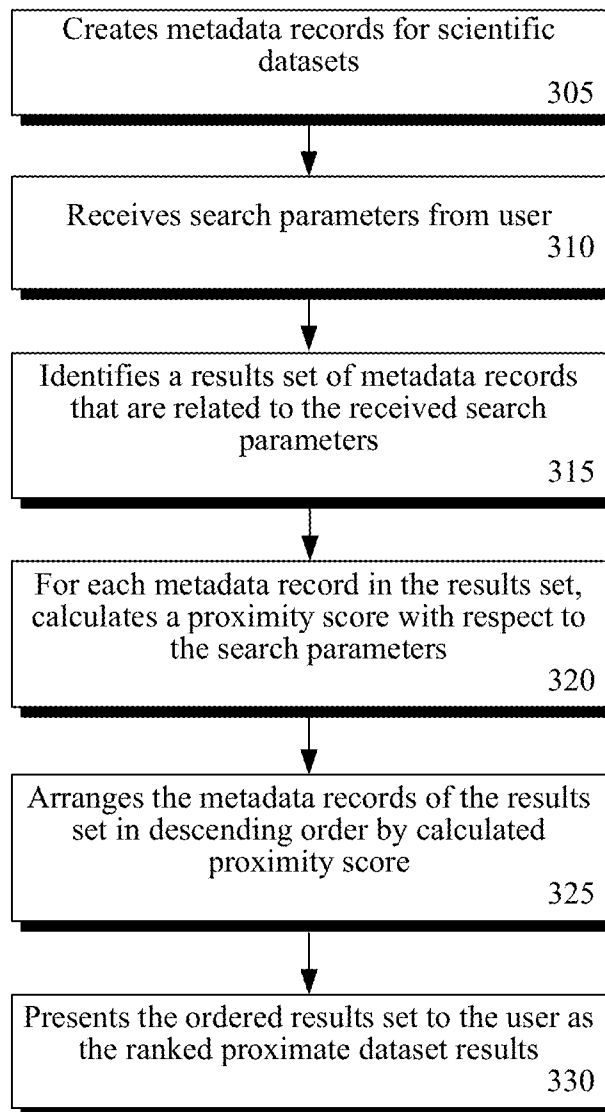 Creates metadata records for scientific
datasets
305
Receives search parameters from user
310
Identifies a results set of metadata records
that are related to the received search
parameters
315
For each metadata record in the results set,
calculates a proximity score with respect to
the search parameters
320
Arranges the metadata records of the results
set in descending order by calculated
proximity score
325
Presents the ordered results set to the user as
the ranked proximate dataset results
330